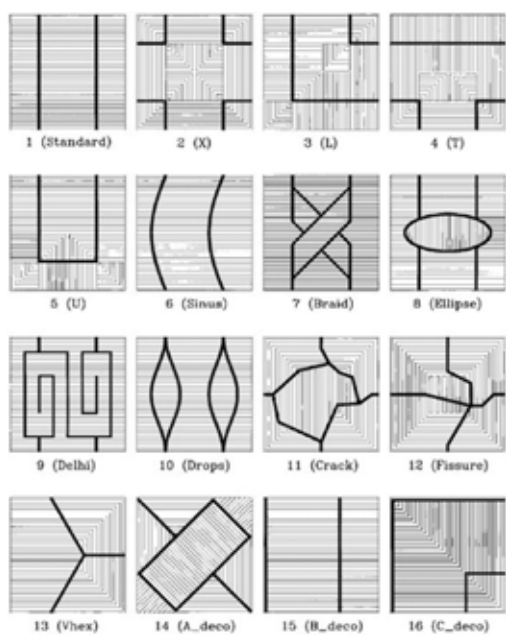 1 (Standard) 2 (X) 3 (L) 4 (T)
5 (U) 6 (Sinus) 7 (Braid) 8 (Ellipse)
9 (Delhi) 10 (Drops) 11 (Crack) 12 (Fissure)
13 (Vhex) 14 (A_deco) 15 (B_deco) 16 (C_deco)